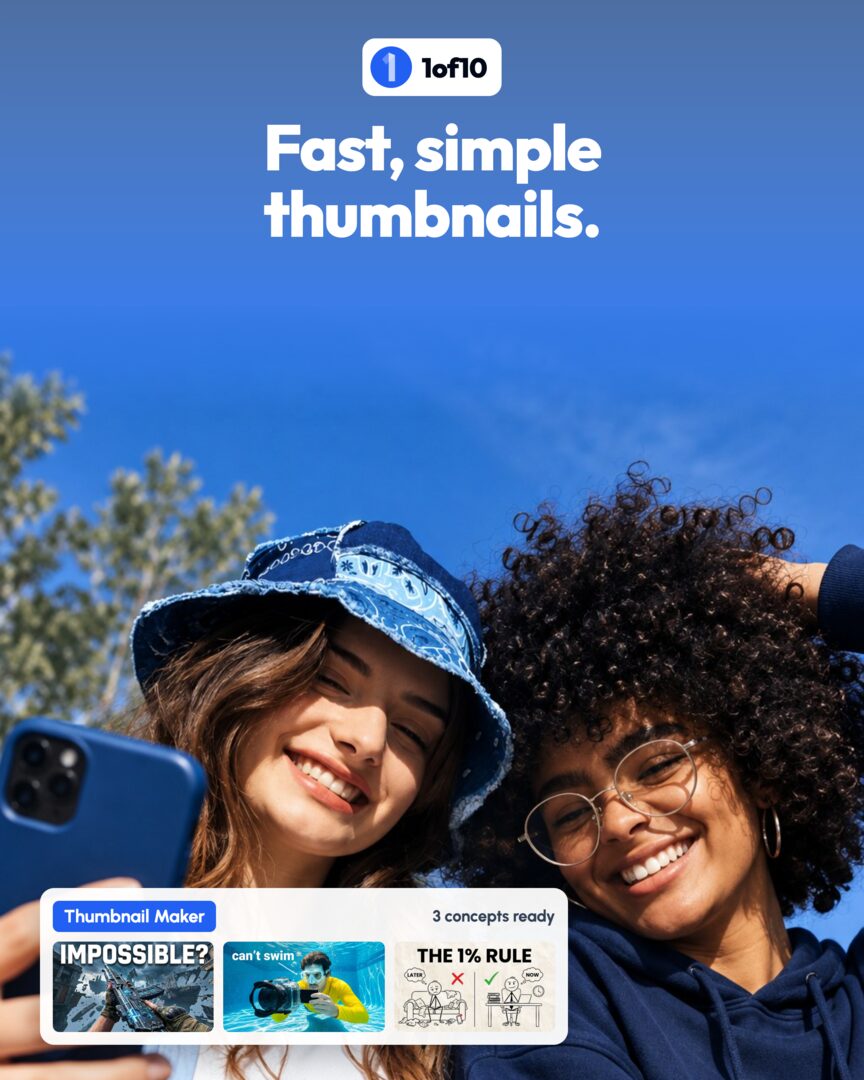 1of10
Fast, simple
thumbnails.
Thumbnail Maker
3 concepts ready
IMPOSSIBLE?
can't swim
THE 1% RULE
LATER
NOW